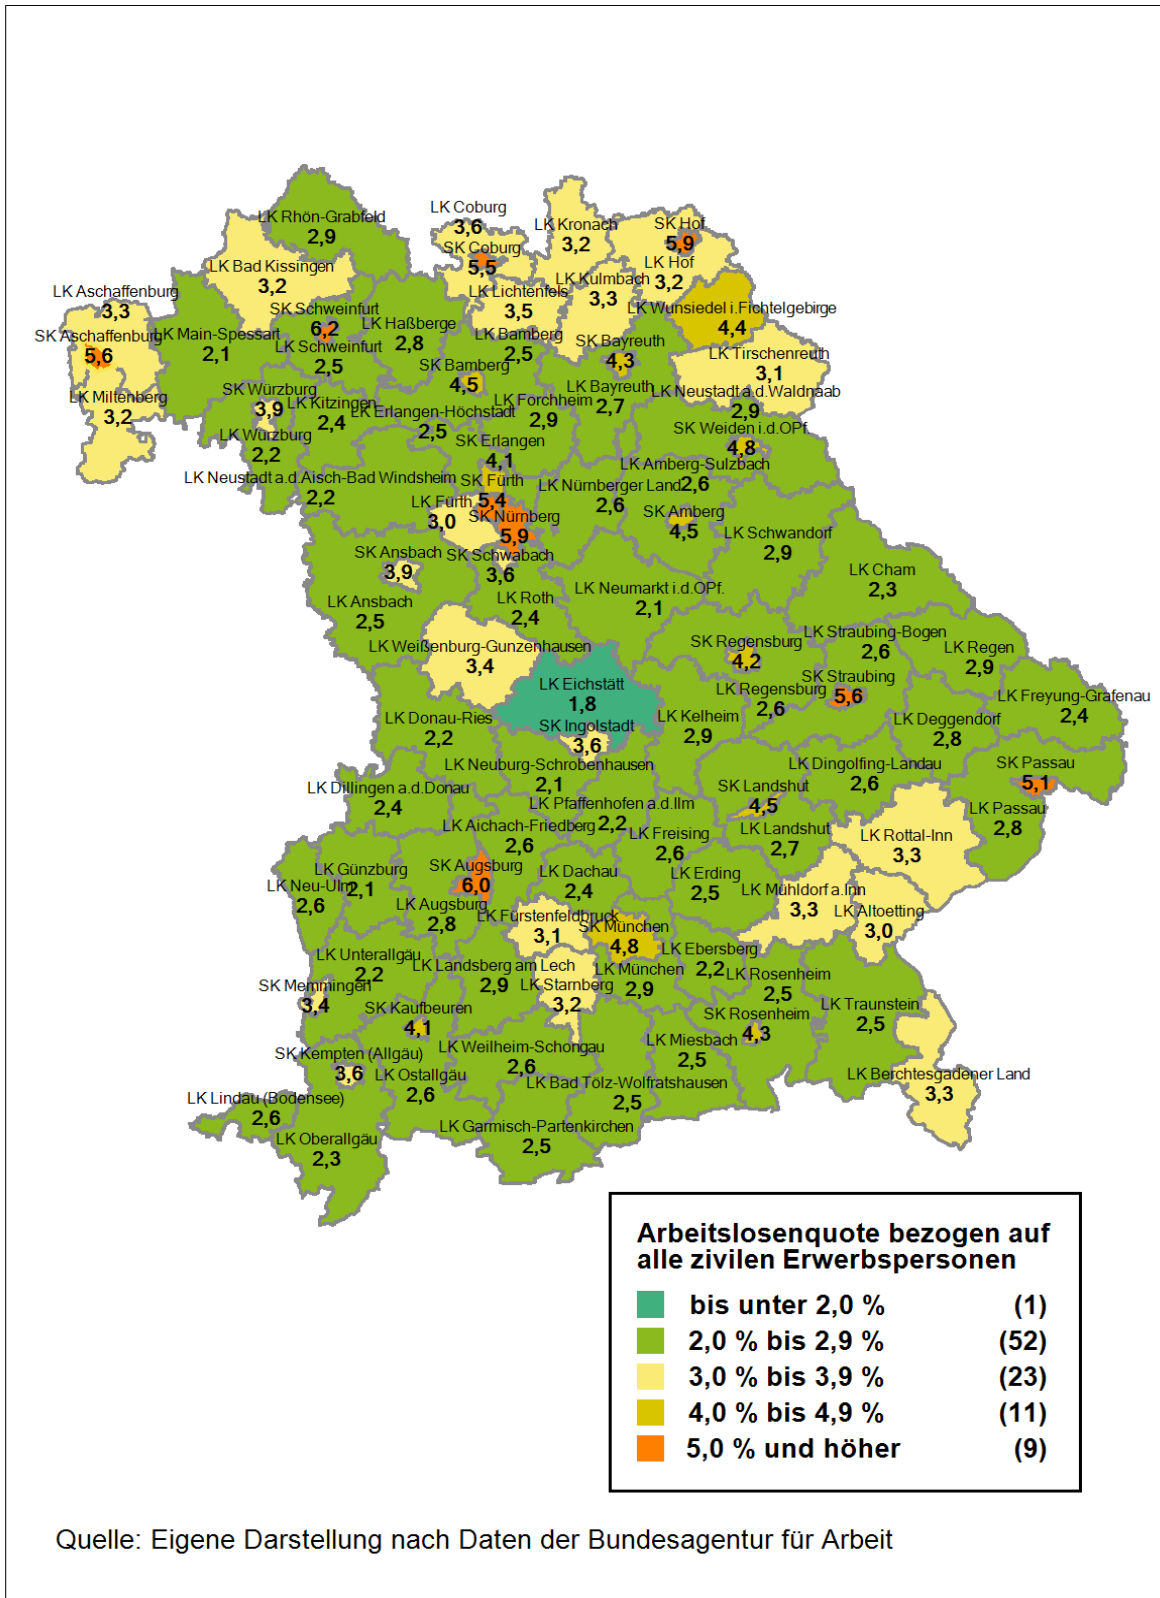 LK Rhön-Grabfeld
2,9
LK Coburg
3,6
SK Coburg
5,5
LK Kronach
3,2
SK Hof
5,9
LK Hof
3,2
LK Bad Kissingen
3,2
LK Kulmbach
3,3
LK Lichtenfels
3,5
LK Wunsiedel i.Fichtelgebirge
4,4
LK Aschaffenburg
3,3
SK Aschaffenburg
5,6
LK Main-Spessart
2,1
SK Schweinfurt
6,2
LK Schweinfurt
2,5
LK Haßberge
2,8
LK Bamberg
2,5
SK Bamberg
4,5
SK Bayreuth
4,3
LK Bayreuth
2,7
LK Tirschenreuth
3,1
LK Neustadt a.d.Waldnaab
2,9
LK Miltenberg
3,2
SK Würzburg
3,9
LK Kitzingen
2,4
LK Würzburg
2,2
LK Erlangen-Höchstadt
2,5
LK Forchheim
2,9
SK Erlangen
4,1
SK Weiden i.d.OPf.
4,8
LK Neustadt a.d.Aisch-Bad Windsheim
2,2
SK Fürth
5,4
LK Fürth
3,0
SK Nürnberg
5,9
LK Nürnberger Land
2,6
LK Amberg-Sulzbach
2,6
SK Amberg
4,5
LK Schwandorf
2,9
SK Ansbach
3,9
SK Schwabach
3,6
LK Ansbach
2,5
LK Roth
2,4
LK Neumarkt i.d.OPf.
2,1
LK Cham
2,3
LK Weißenburg-Gunzenhausen
3,4
SK Regensburg
4,2
LK Straubing-Bogen
2,6
LK Regen
2,9
LK Eichstätt
1,8
LK Regensburg
2,6
SK Straubing
5,6
LK Freyung-Grafenau
2,4
LK Donau-Ries
2,2
SK Ingolstadt
3,6
LK Kelheim
2,9
LK Deggendorf
2,8
LK Neuburg-Schrobenhausen
2,1
LK Dingolfing-Landau
2,6
SK Passau
5,1
LK Dillingen a.d.Donau
2,4
LK Pfaffenhofen a.d.Ilm
2,2
SK Landshut
4,5
LK Passau
2,8
LK Aichach-Friedberg
2,6
LK Freising
2,6
LK Landshut
2,7
LK Rottal-Inn
3,3
LK Günzburg
2,1
LK Neu-Ulm
2,6
SK Augsburg
6,0
LK Augsburg
2,8
LK Dachau
2,4
LK Erding
2,5
LK Mühldorf a.Inn
3,3
LK Altoetting
3,0
LK Fürstenfeldbruck
3,1
SK München
4,8
LK Ebersberg
2,2
LK Unterallgäu
2,2
LK Landsberg am Lech
2,9
LK Starnberg
3,2
LK München
2,9
LK Rosenheim
2,5
SK Memmingen
3,4
SK Kaufbeuren
4,1
SK Rosenheim
4,3
LK Traunstein
2,5
SK Kempten (Allgäu)
3,6
LK Ostallgäu
2,6
LK Weilheim-Schongau
2,6
LK Miesbach
2,5
LK Bad Tölz-Wolfratshausen
2,5
LK Berchtesgadener Land
3,3
LK Lindau (Bodensee)
2,6
LK Oberallgäu
2,3
LK Garmisch-Partenkirchen
2,5
Arbeitslosenquote bezogen auf
alle zivilen Erwerbspersonen
bis unter 2,0 % (1)
2,0 % bis 2,9 % (52)
3,0 % bis 3,9 % (23)
4,0 % bis 4,9 % (11)
5,0 % und höher (9)
Quelle: Eigene Darstellung nach Daten der Bundesagentur für Arbeit